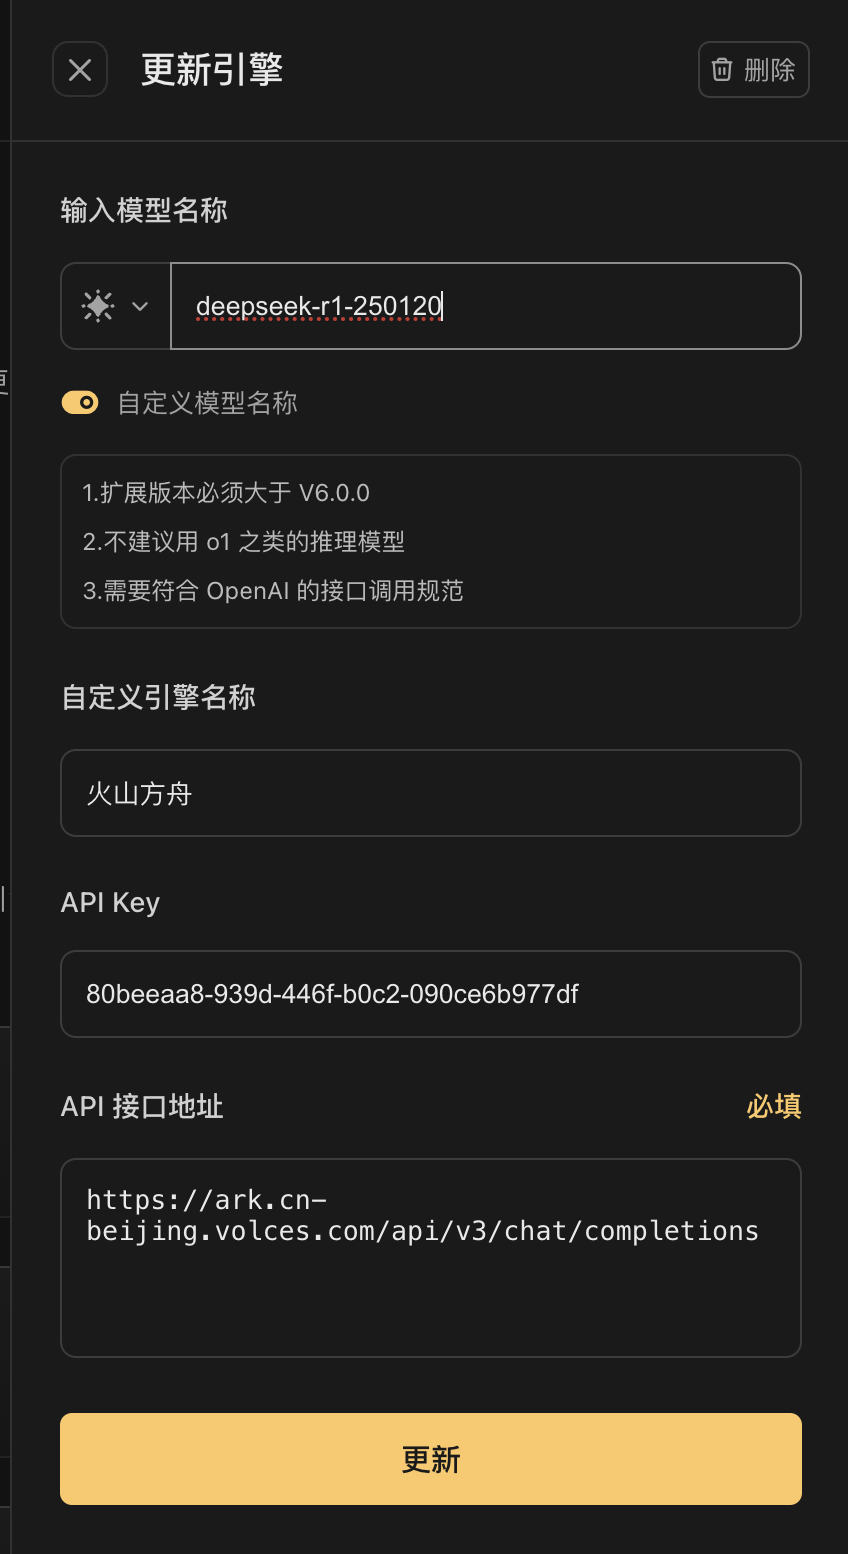 更新引擎
删除
输入模型名称
deepseek-r1-250120
自定义模型名称
1.扩展版本必须大于 V6.0.0
2.不建议用 o1 之类的推理模型
3.需要符合 OpenAI 的接口调用规范
自定义引擎名称
火山方舟
API Key
80beeaa8-939d-446f-b0c2-090ce6b977df
API 接口地址
必填
https://ark.cn-
beijing.volces.com/api/v3/chat/completions
更新